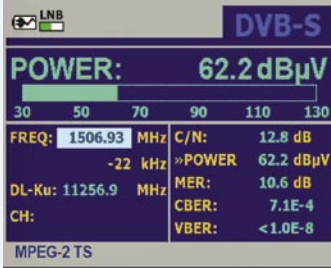 LNB
DVB-S
POWER: 62.2 dBµV
30 50 70 90 110 130
FREQ: 1506.93 MHz
-22 kHz
DL-Ku: 11256.9 MHz
CH:
C/N: 12.8 dB
»POWER 62.2 dBµV
MER: 10.6 dB
CBER: 7.1E-4
VBER: <1.0E-8
MPEG-2 TS